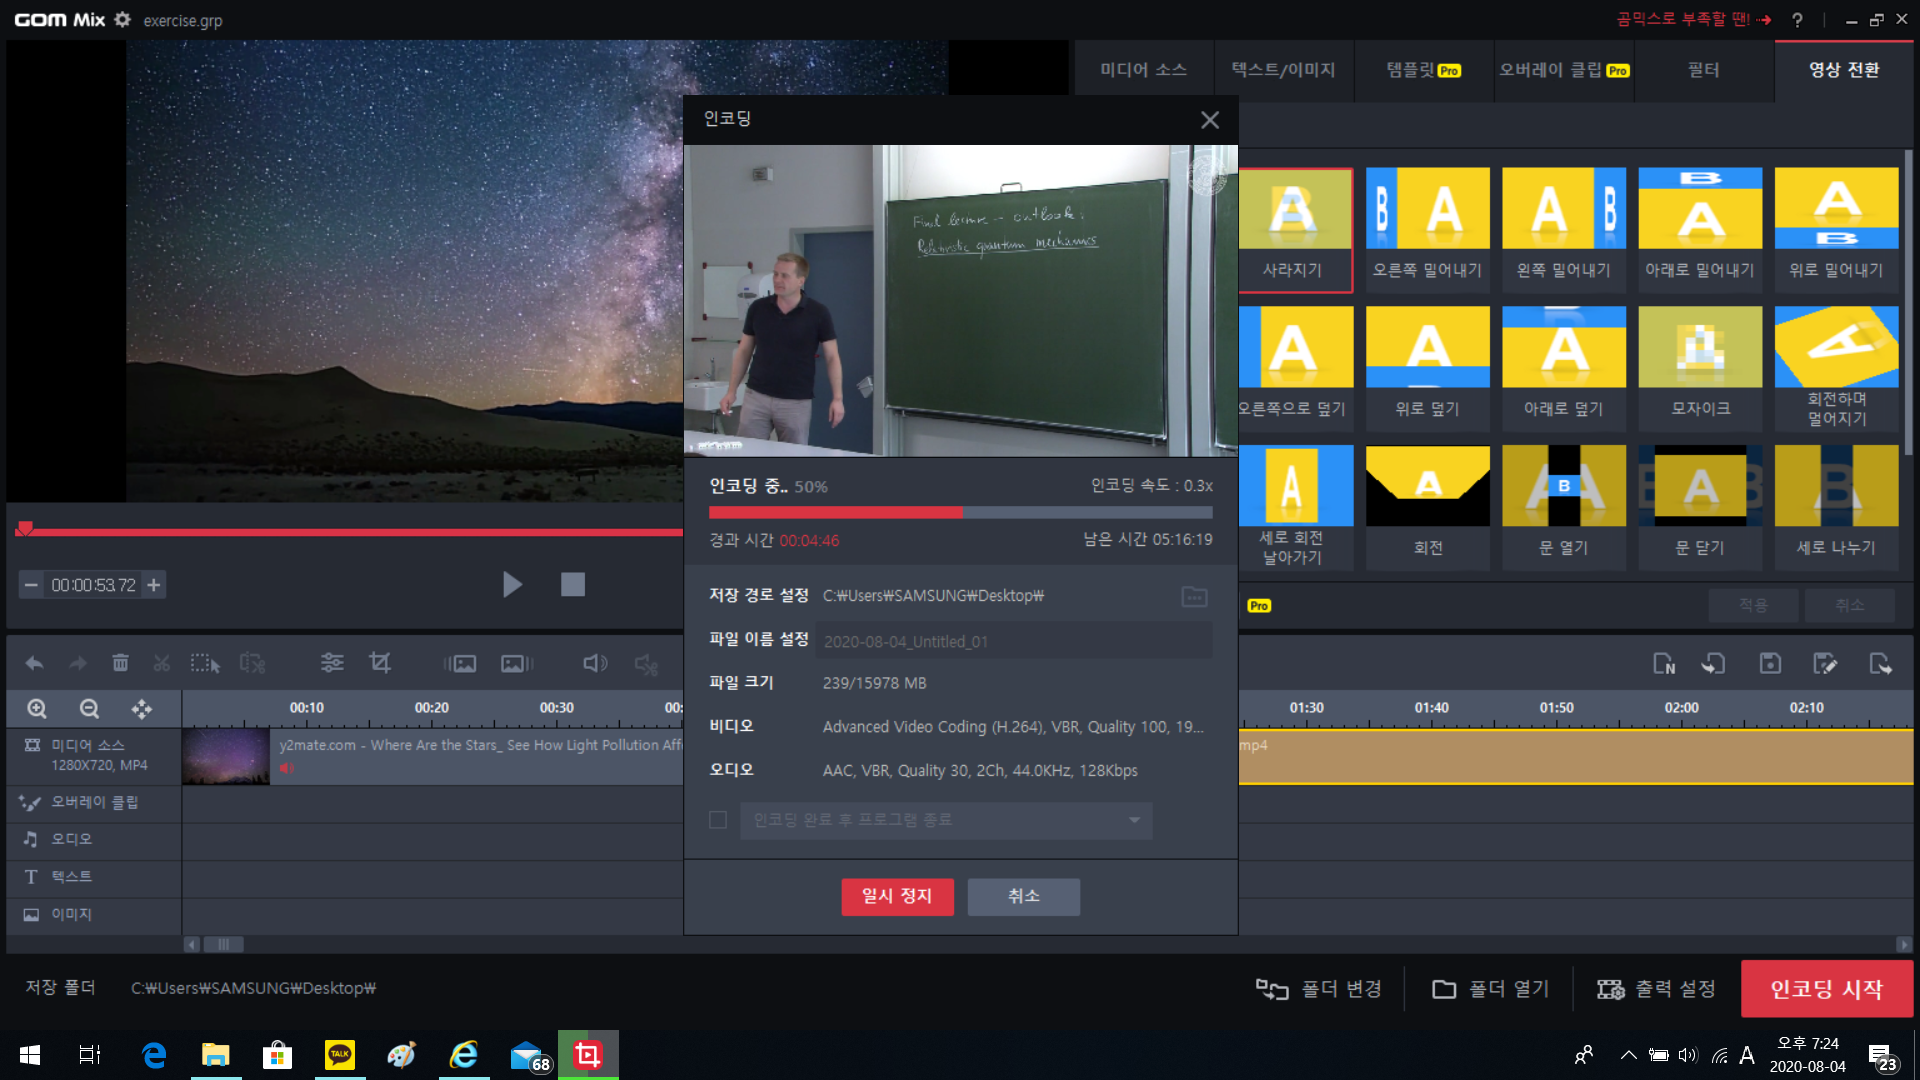 GOM Mix
exercise.grp
곰믹스로 부족할 땐!
?
미디어 소스
텍스트/이미지
템플릿 Pro
오버레이 클립 Pro
필터
영상 전환
인코딩
Final lecture - outlook:
Relativistic quantum mechanics
인코딩 중.. 50%
인코딩 속도 : 0.3x
경과 시간 00:04:46
남은 시간 05:16:19
저장 경로 설정 C:₩Users₩SAMSUNG₩Desktop₩
파일 이름 설정 2020-08-04_Untitled_01
파일 크기 239/15978 MB
비디오 Advanced Video Coding (H.264), VBR, Quality 100, 19...
오디오 AAC, VBR, Quality 30, 2Ch, 44.0KHz, 128Kbps
인코딩 완료 후 프로그램 종료
일시 정지
취소
A B
B A
A B
B A
A B
사라지기
오른쪽 밀어내기
왼쪽 밀어내기
아래로 밀어내기
위로 밀어내기
A
A
A
A
오른쪽으로 덮기
위로 덮기
아래로 덮기
모자이크
회전하며
멀어지기
A
A
A B A
B A B
B
세로 회전
날아가기
회전
문 열기
문 닫기
세로 나누기
Pro
적용
취소
00:00:53.72
N
00:10
00:20
00:30
00:
01:30
01:40
01:50
02:00
02:10
미디어 소스
1280X720, MP4
y2mate.com - Where Are the Stars_ See How Light Pollution Aff
mp4
오버레이 클립
오디오
T 텍스트
이미지
저장 폴더
C:₩Users₩SAMSUNG₩Desktop₩
폴더 변경
폴더 열기
출력 설정
인코딩 시작
TALK
68
A
오후 7:24
2020-08-04
23